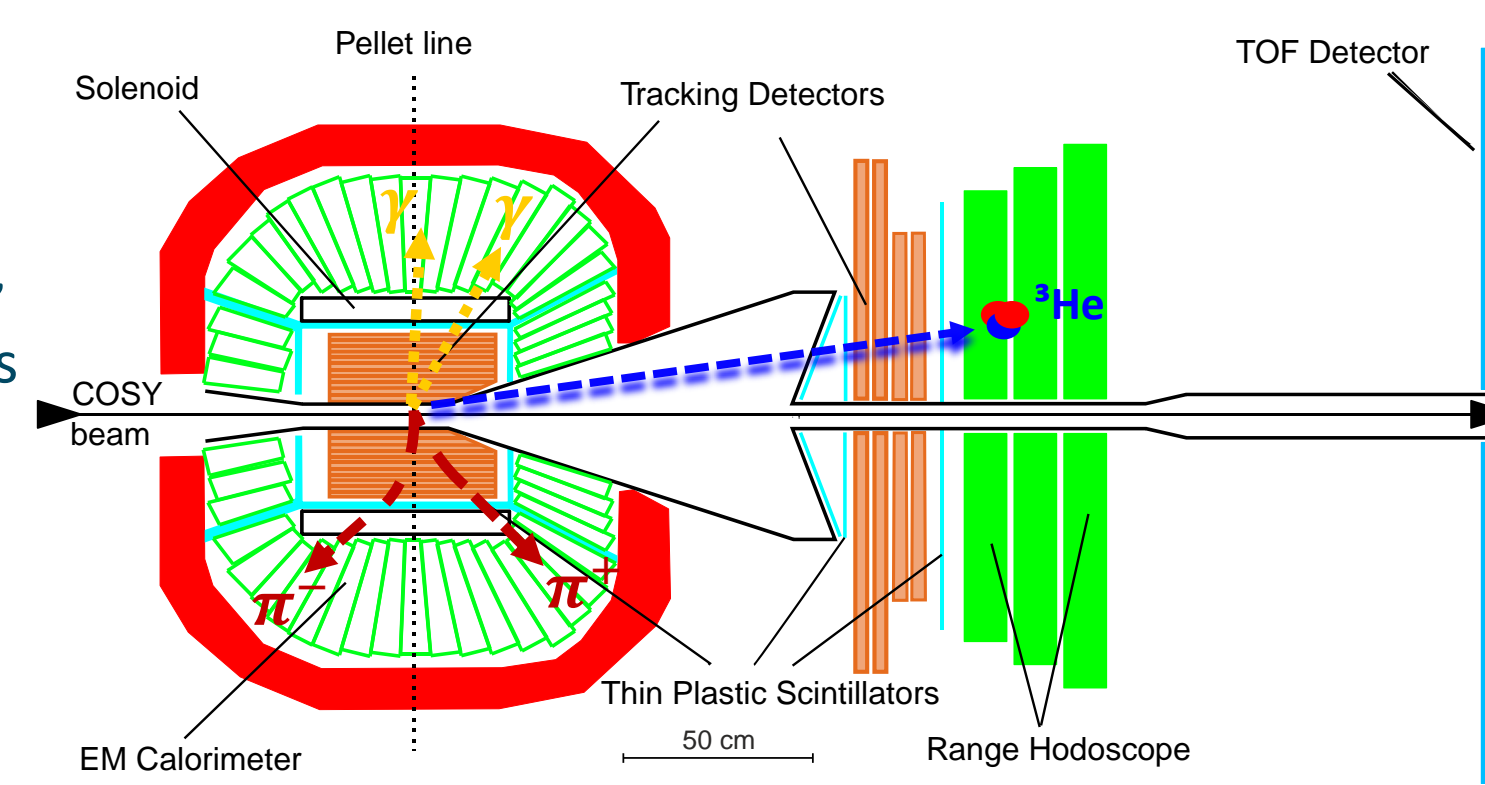 Pellet line
TOF Detector
Solenoid
Tracking Detectors
γ
γ
³He
s
COSY
beam
π⁻
π⁺
Thin Plastic Scintillators
50 cm
EM Calorimeter
Range Hodoscope